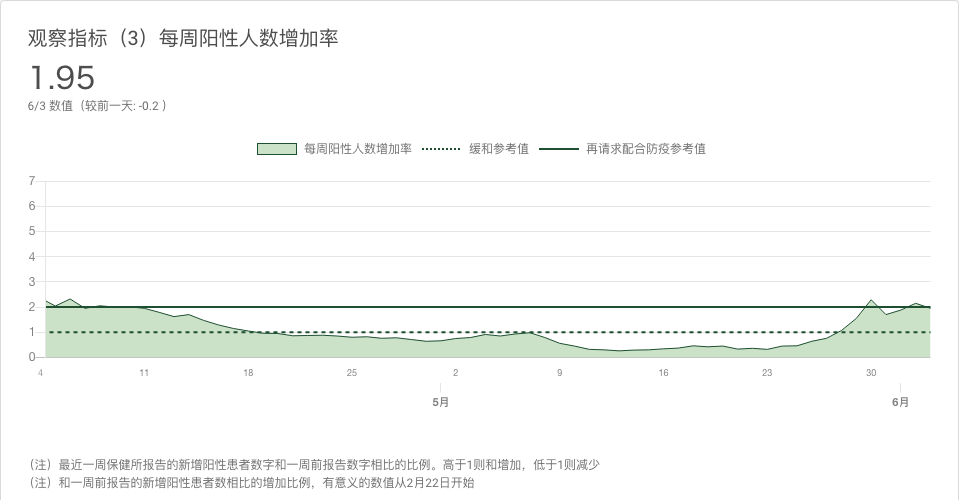 观察指标（3）每周阳性人数增加率
1.95
6/3 数值（较前一天: -0.2 ）
每周阳性人数增加率 缓和参考值 再请求配合防疫参考值
7
6
5
4
3
2
1
0
4 11 18 25 2 9 16 23 30
5月 6月
（注）最近一周保健所报告的新增阳性患者数字和一周前报告数字相比的比例。高于1则和增加，低于1则减少
（注）和一周前报告的新增阳性患者数相比的增加比例，有意义的数值从2月22日开始